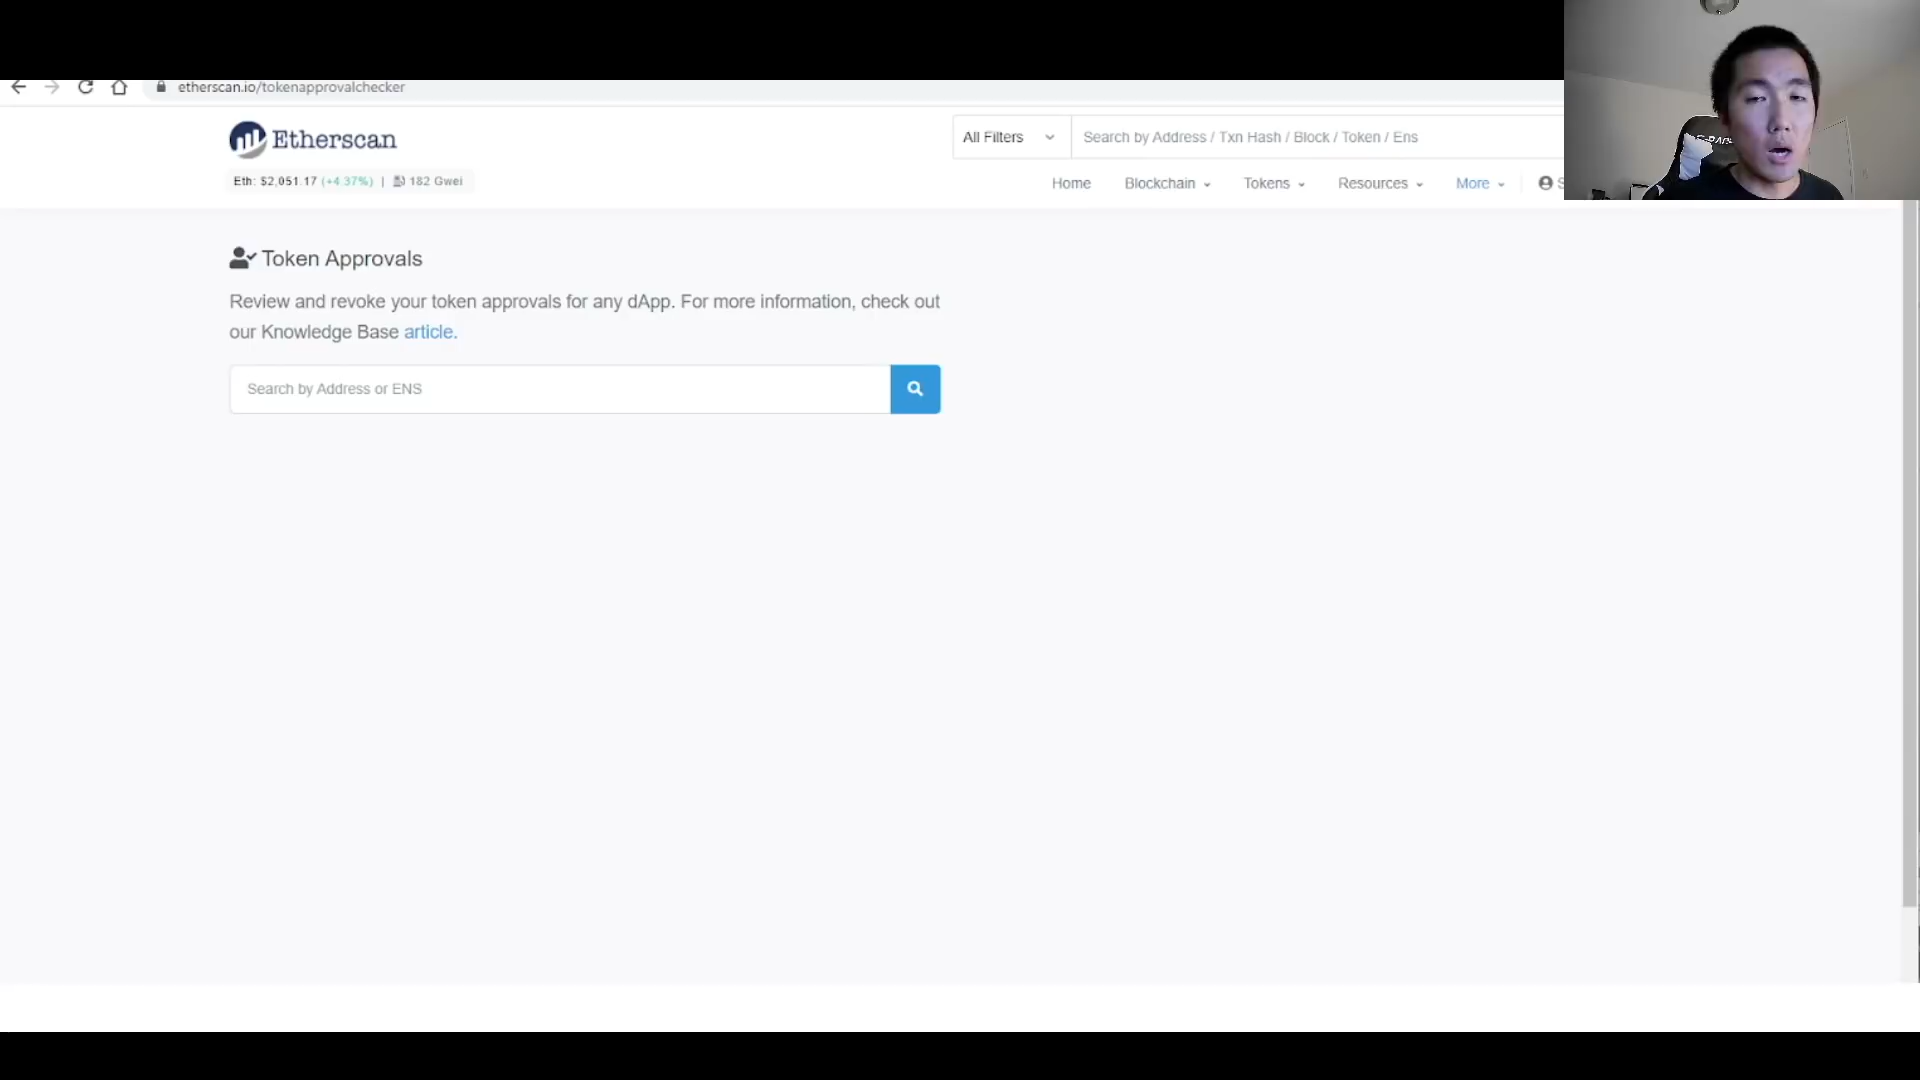 etherscan.io/tokenapprovalchecker
Etherscan
All Filters
Search by Address / Txn Hash / Block / Token / Ens
Eth: $2,051.17 (+4.37%) | 182 Gwei
Home Blockchain Tokens Resources More S
Token Approvals
Review and revoke your token approvals for any dApp. For more information, check out
our Knowledge Base article.
Search by Address or ENS